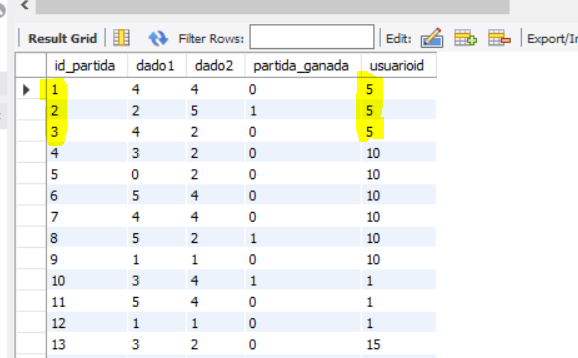 Result Grid Filter Rows: Edit: Export/I
id_partida dado1 dado2 partida_ganada usuarioid
1 4 4 0 5
2 2 5 1 5
3 4 2 0 5
4 3 2 0 10
5 0 2 0 10
6 5 4 0 10
7 4 4 0 10
8 5 2 1 10
9 1 1 0 10
10 3 4 1 1
11 5 4 0 1
12 1 1 0 1
13 3 2 0 15